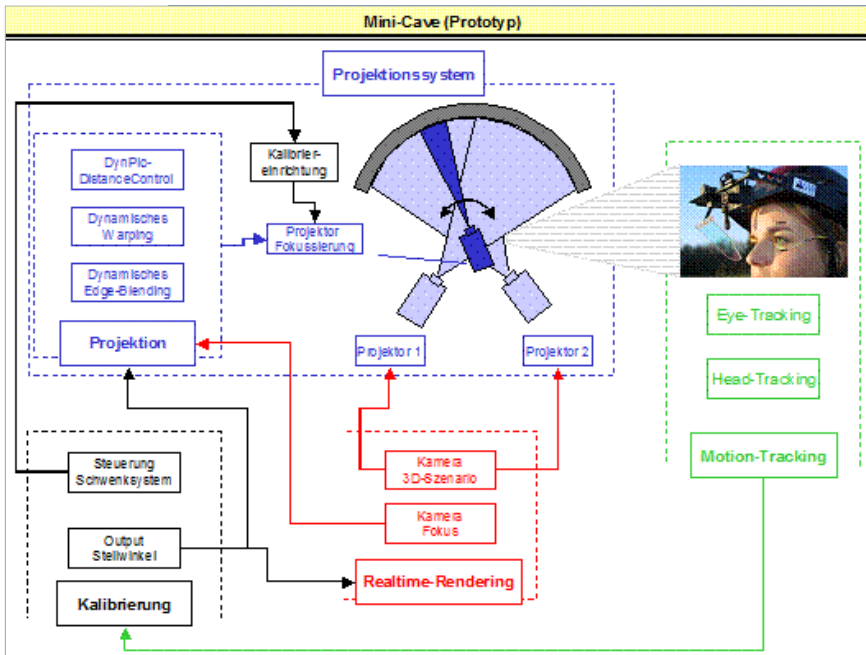 Mini-Cave (Prototyp)
Projektionssystem
DynPic-
DistanceControl
Dynamisches
Warping
Dynamisches
Edge-Blending
Projektion
Kalibrier-
einrichtung
Projektor
Fokussierung
Projektor 1
Projektor 2
Eye-Tracking
Head-Tracking
Motion-Tracking
Steuerung
Schwenksystem
Output
Stellwinkel
Kalibrierung
Kamera
3D-Szenario
Kamera
Fokus
Realtime-Rendering